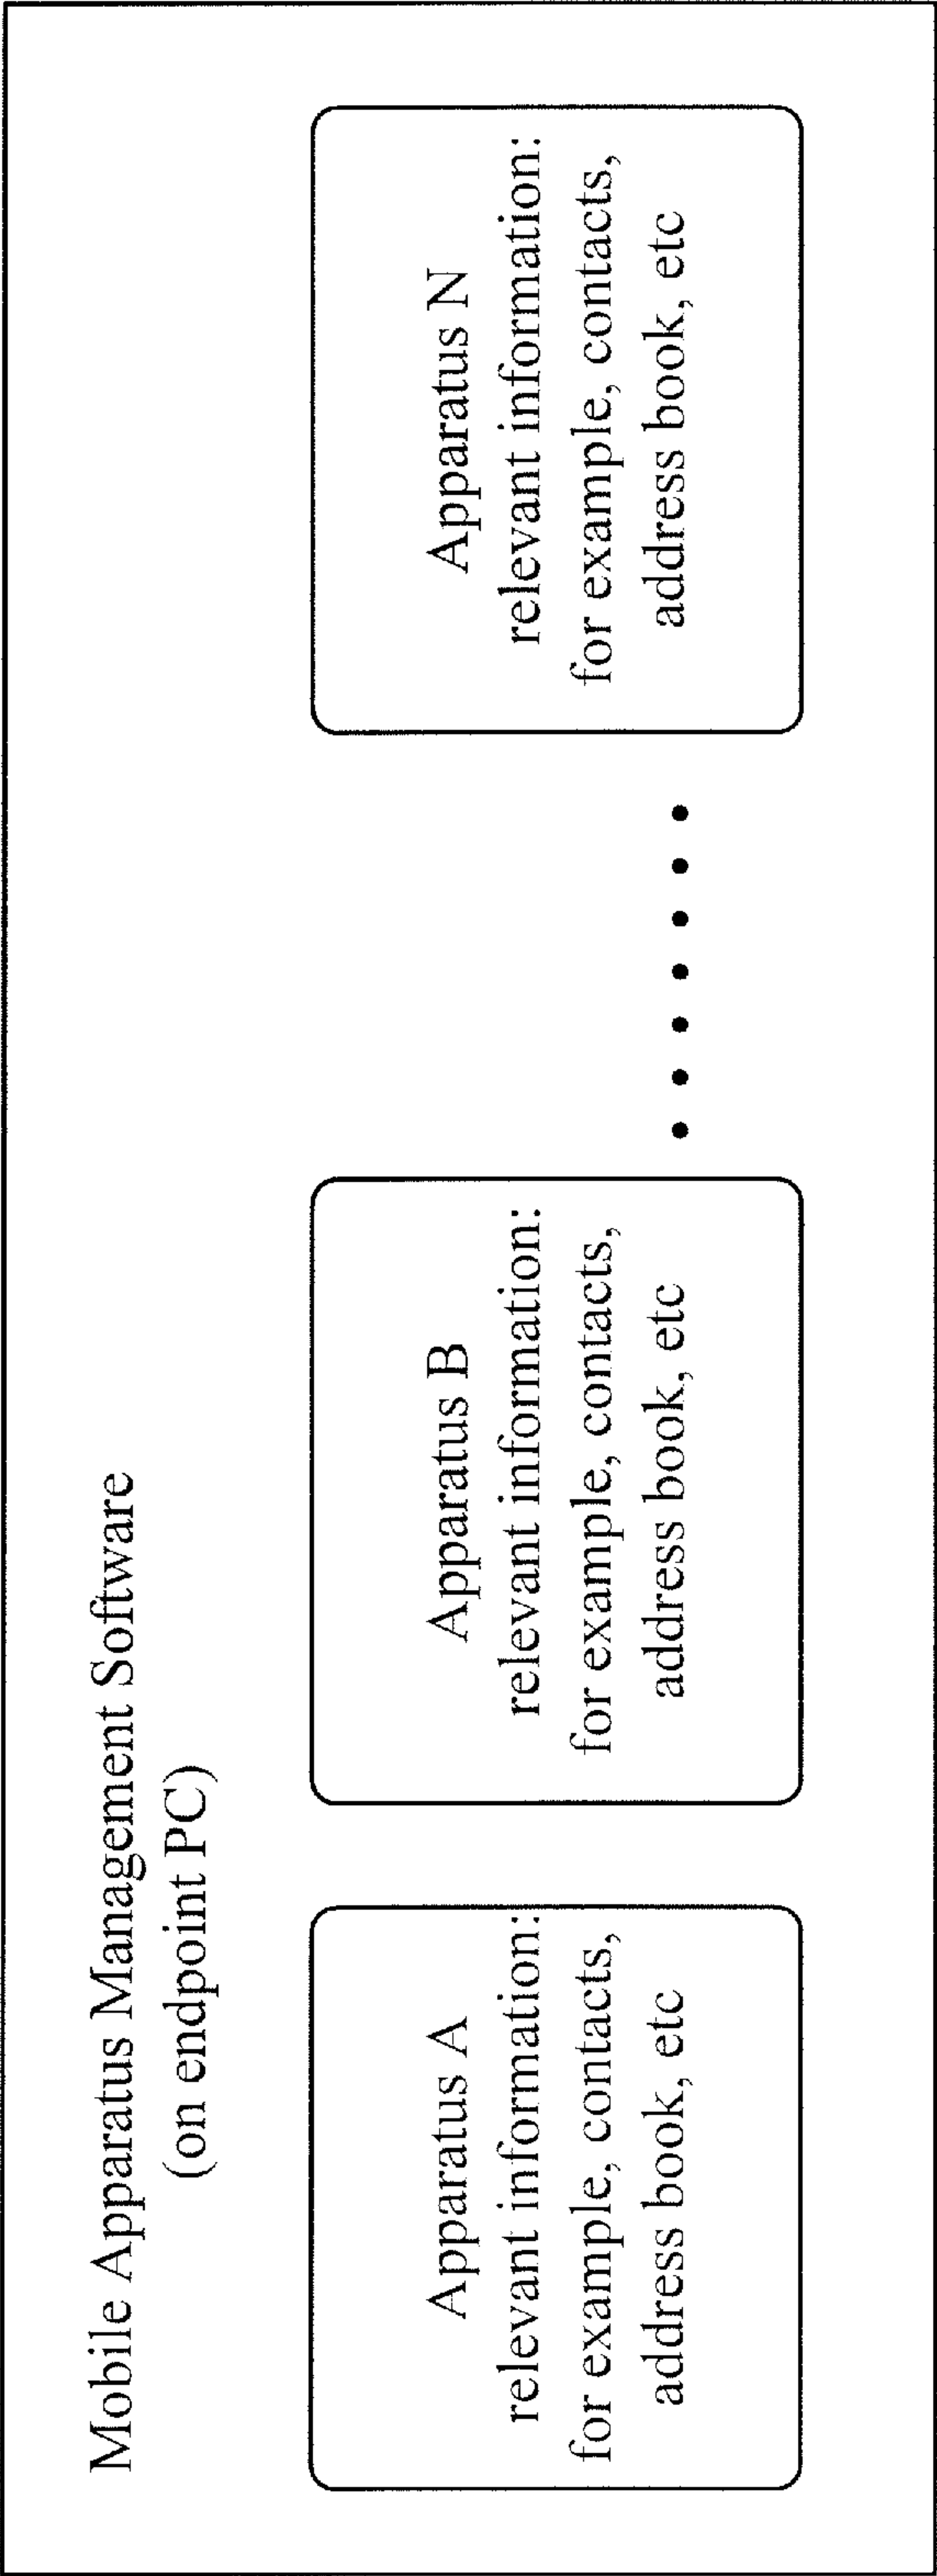 Mobile Apparatus Management Software
(on endpoint PC)
Apparatus A
relevant information:
for example, contacts,
address book, etc
Apparatus B
relevant information:
for example, contacts,
address book, etc
• • • • • • •
Apparatus N
relevant information:
for example, contacts,
address book, etc